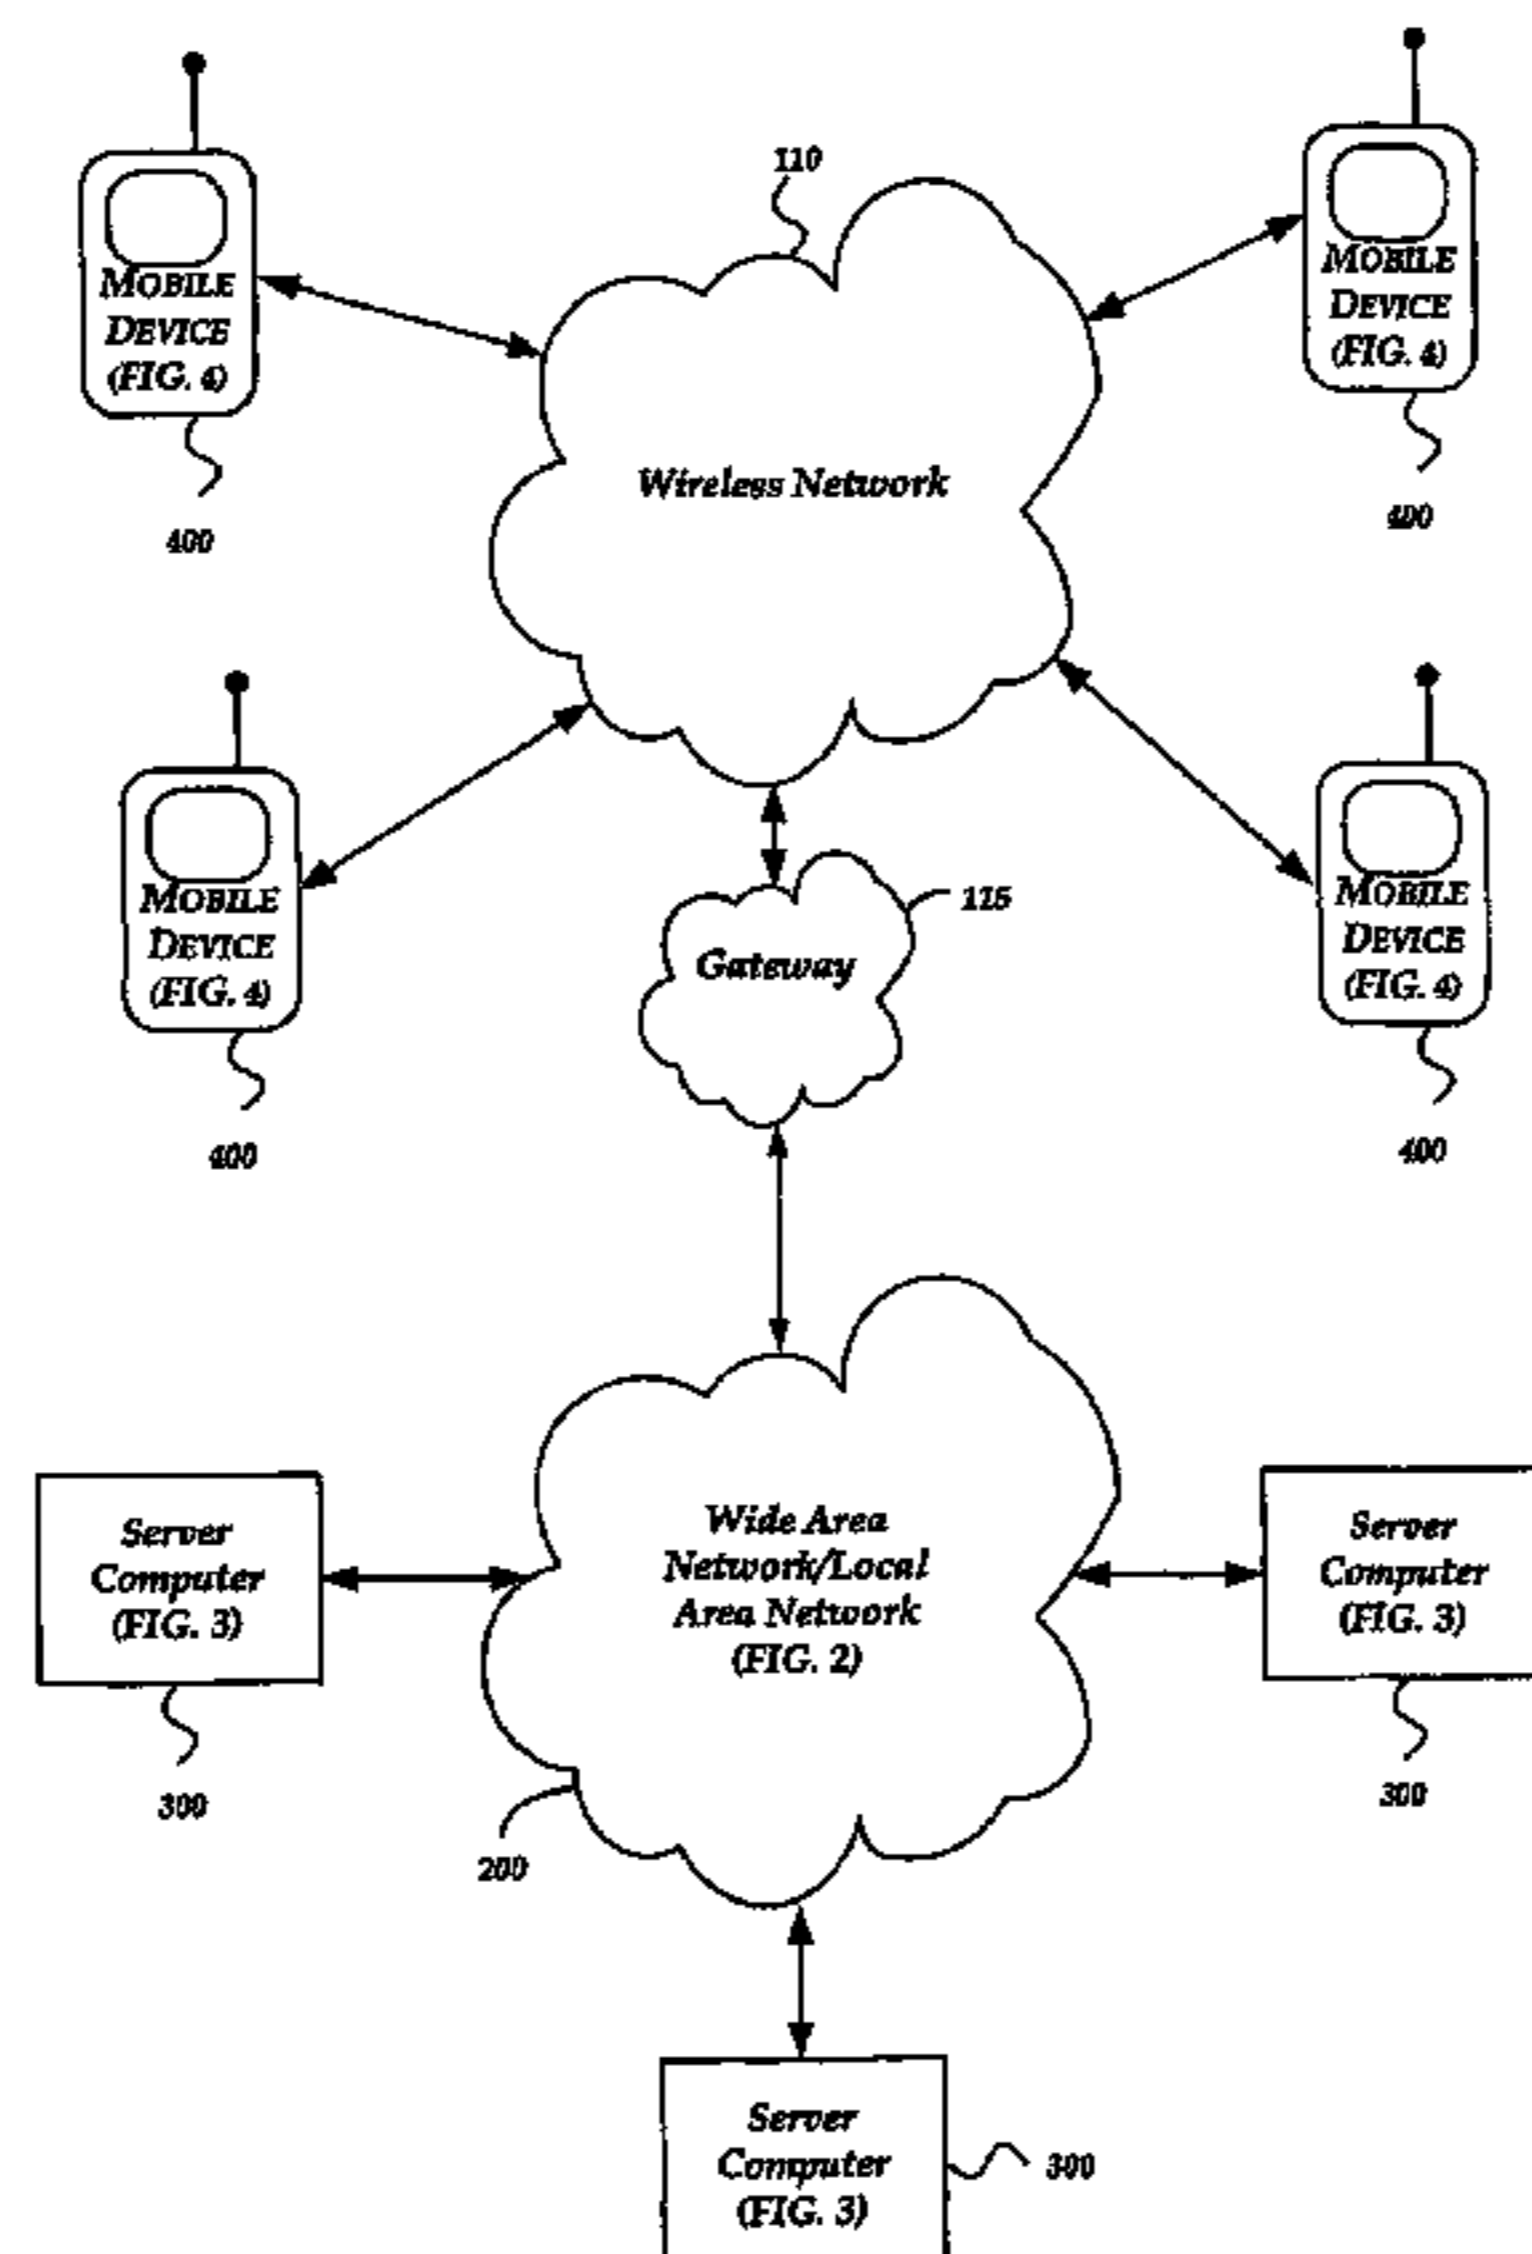 110
MOBILE
DEVICE
(FIG. 4)
400
MOBILE
DEVICE
(FIG. 4)
400
Wireless Network
MOBILE
DEVICE
(FIG. 4)
400
Gateway
115
MOBILE
DEVICE
(FIG. 4)
400
Server
Computer
(FIG. 3)
300
Wide Area
Network/Local
Area Network
(FIG. 2)
200
Server
Computer
(FIG. 3)
300
Server
Computer
(FIG. 3)
300